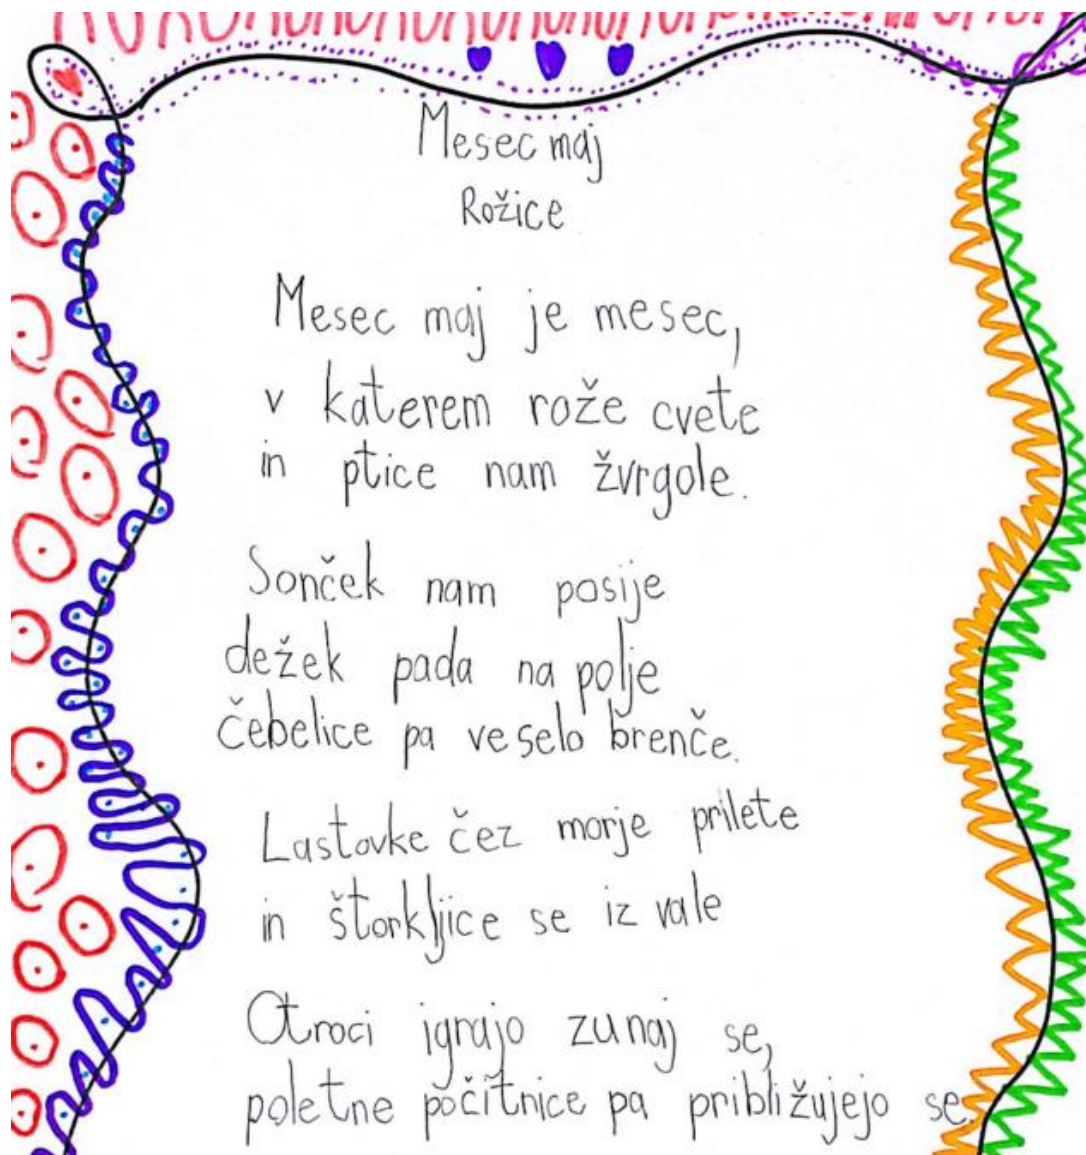 Mesec maj
Rožice
Mesec maj je mesec,
v katerem rože cvete
in ptice nam žvrgole.
Sonček nam posije
dežek pada na polje
čebelice pa veselo brenče.
Lastovke čez morje prilete
in štorkljice se iz vale
Otroci igrajo zunaj se,
poletne počitnice pa približujejo se.